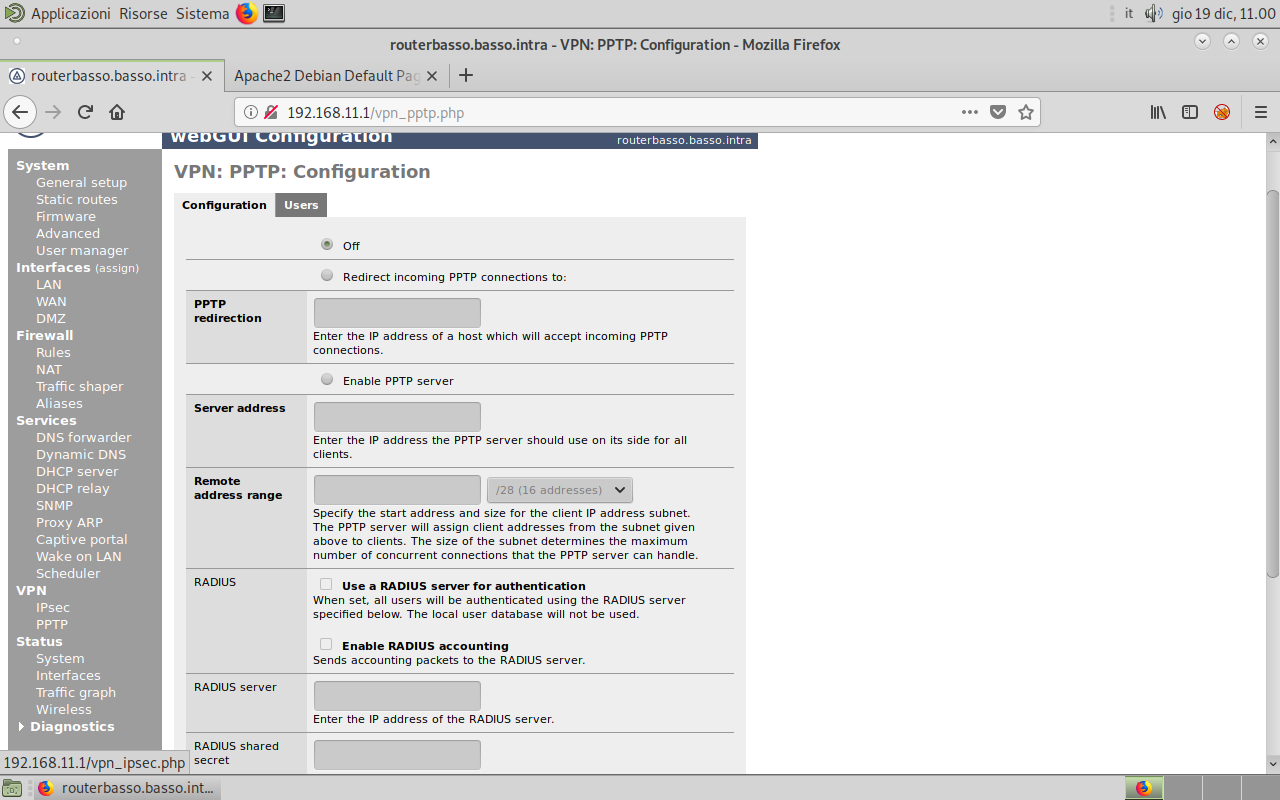 Applicazioni Risorse Sistema
it gio 19 dic, 11.00
routerbasso.basso.intra - VPN: PPTP: Configuration - Mozilla Firefox
routerbasso.basso.intra -
Apache2 Debian Default Pag
192.168.11.1/vpn_pptp.php
webGUI Configuration
routerbasso.basso.intra
System
General setup
Static routes
Firmware
Advanced
User manager
Interfaces (assign)
LAN
WAN
DMZ
Firewall
Rules
NAT
Traffic shaper
Aliases
Services
DNS forwarder
Dynamic DNS
DHCP server
DHCP relay
SNMP
Proxy ARP
Captive portal
Wake on LAN
Scheduler
VPN
IPsec
PPTP
Status
System
Interfaces
Traffic graph
Wireless
Diagnostics
VPN: PPTP: Configuration
Configuration
Users
Off
Redirect incoming PPTP connections to:
PPTP
redirection
Enter the IP address of a host which will accept incoming PPTP
connections.
Enable PPTP server
Server address
Enter the IP address the PPTP server should use on its side for all
clients.
Remote
address range
/28 (16 addresses)
Specify the start address and size for the client IP address subnet.
The PPTP server will assign client addresses from the subnet given
above to clients. The size of the subnet determines the maximum
number of concurrent connections that the PPTP server can handle.
RADIUS
Use a RADIUS server for authentication
When set, all users will be authenticated using the RADIUS server
specified below. The local user database will not be used.
Enable RADIUS accounting
Sends accounting packets to the RADIUS server.
RADIUS server
Enter the IP address of the RADIUS server.
RADIUS shared
secret
192.168.11.1/vpn_ipsec.php
routerbasso.basso.int...